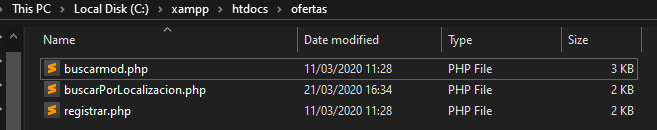 This PC > Local Disk (C:) > xampp > htdocs > ofertas
Name Date modified Type Size
buscarmod.php 11/03/2020 11:28 PHP File 3 KB
buscarPorLocalizacion.php 21/03/2020 16:34 PHP File 2 KB
registrar.php 11/03/2020 11:28 PHP File 2 KB